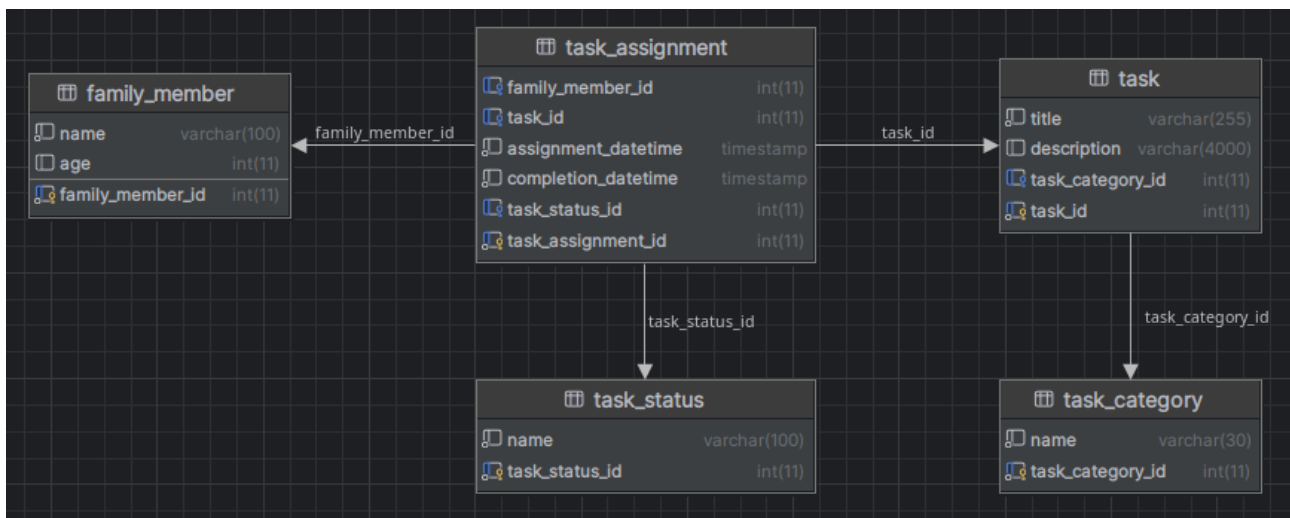 family_member
name varchar(100)
age int(11)
family_member_id int(11)
family_member_id
task_assignment
family_member_id int(11)
task_id int(11)
assignment_datetime timestamp
completion_datetime timestamp
task_status_id int(11)
task_assignment_id int(11)
task_id
task
title varchar(255)
description varchar(4000)
task_category_id int(11)
task_id int(11)
task_status_id
task_category_id
task_status
name varchar(100)
task_status_id int(11)
task_category
name varchar(30)
task_category_id int(11)